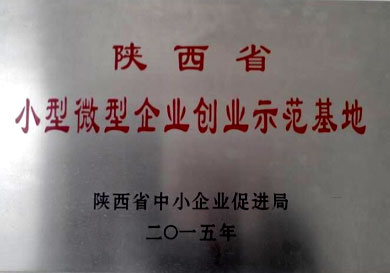 陕西省
小型微型企业创业示范基地
陕西省中小企业促进局
二〇一五年